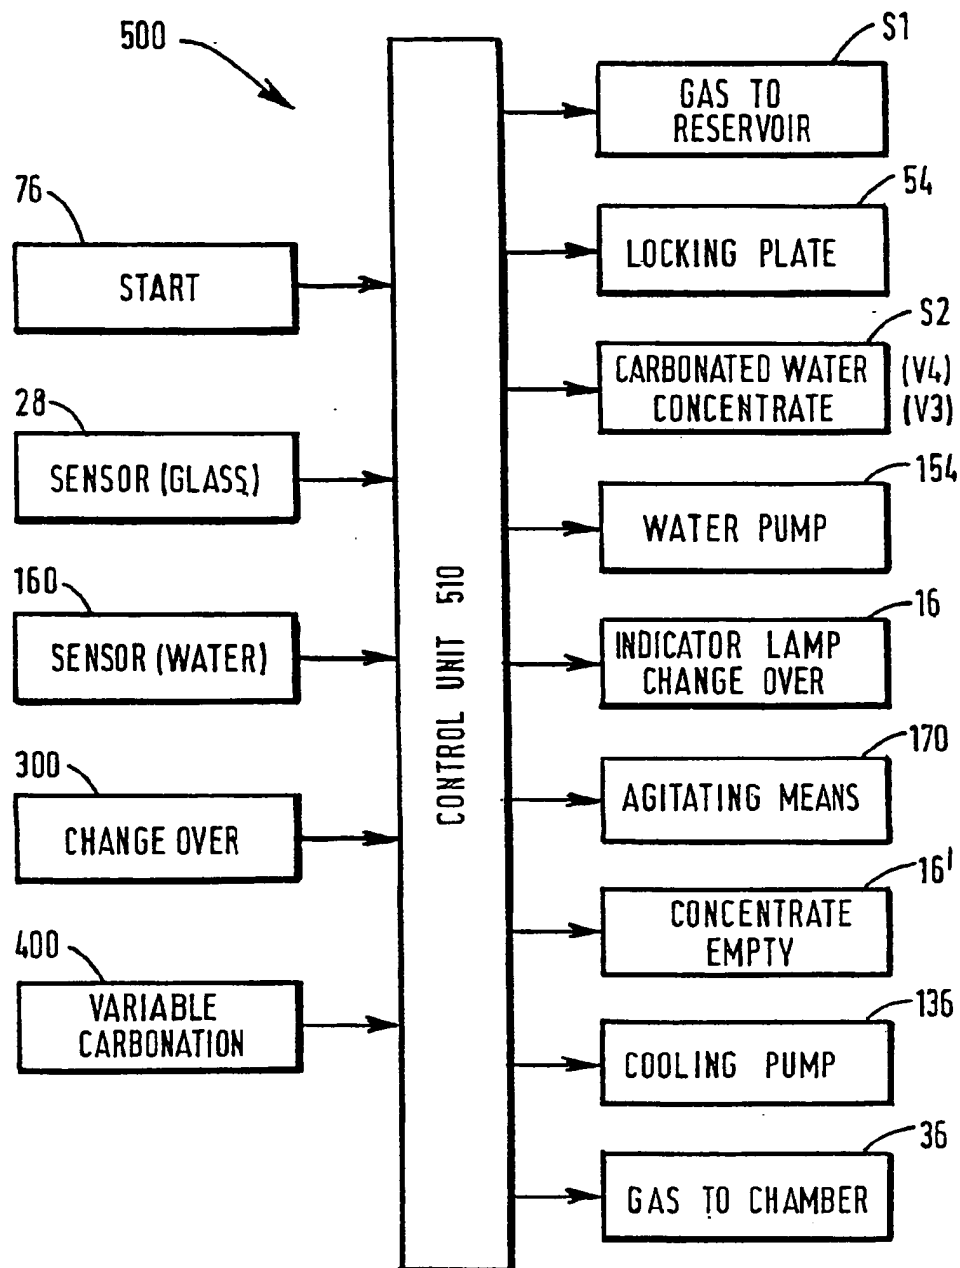 500
76
START
28
SENSOR (GLASS)
160
SENSOR (WATER)
300
CHANGE OVER
400
VARIABLE
CARBONATION
CONTROL UNIT 510
S1
GAS TO
RESERVOIR
54
LOCKING PLATE
S2
CARBONATED WATER (V4)
CONCENTRATE (V3)
154
WATER PUMP
16
INDICATOR LAMP
CHANGE OVER
170
AGITATING MEANS
16'
CONCENTRATE
EMPTY
136
COOLING PUMP
36
GAS TO CHAMBER